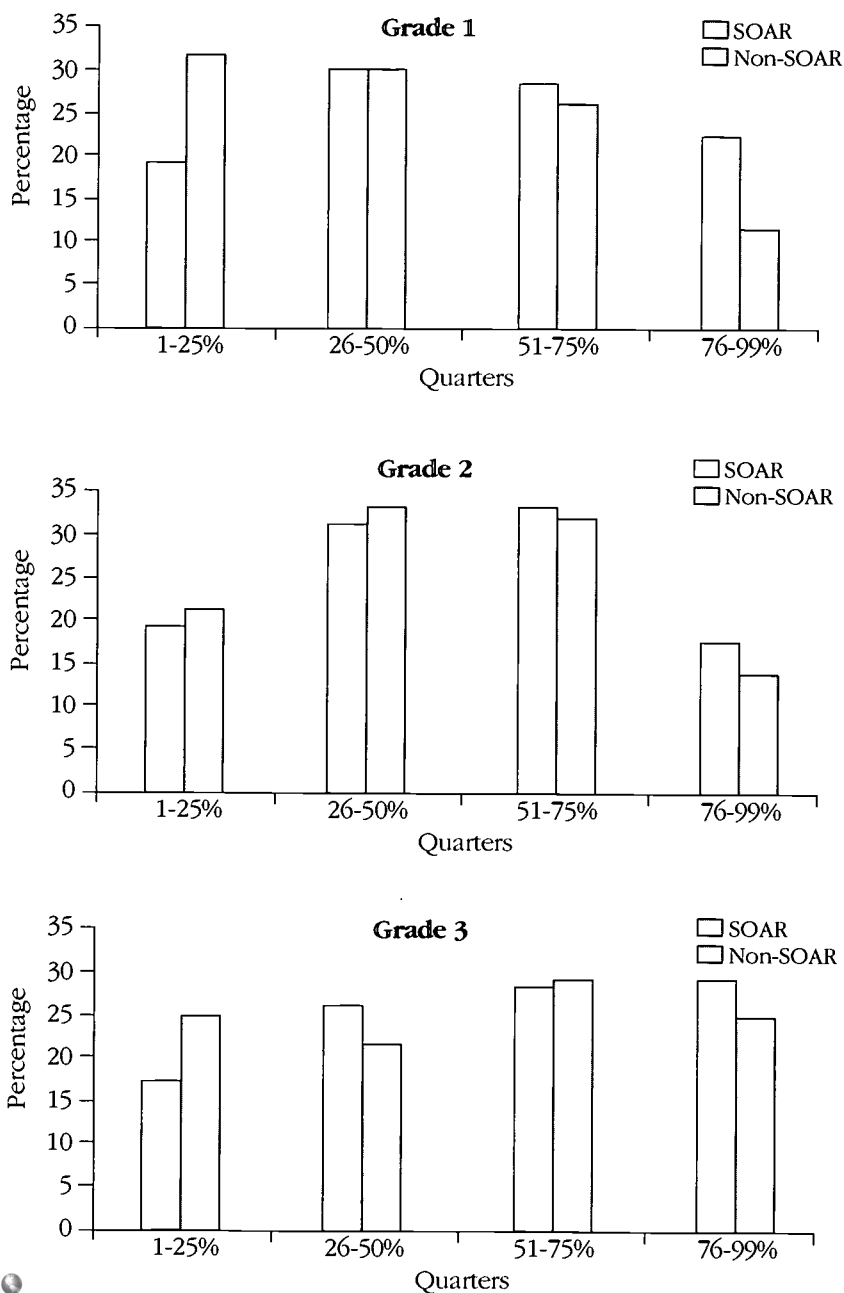 Grade 1
SOAR
Non-SOAR
Percentage
35
30
25
20
15
10
5
0
1-25%
26-50%
51-75%
76-99%
Quarters
Grade 2
SOAR
Non-SOAR
Percentage
35
30
25
20
15
10
5
0
1-25%
26-50%
51-75%
76-99%
Quarters
Grade 3
SOAR
Non-SOAR
Percentage
35
30
25
20
15
10
5
0
1-25%
26-50%
51-75%
76-99%
Quarters